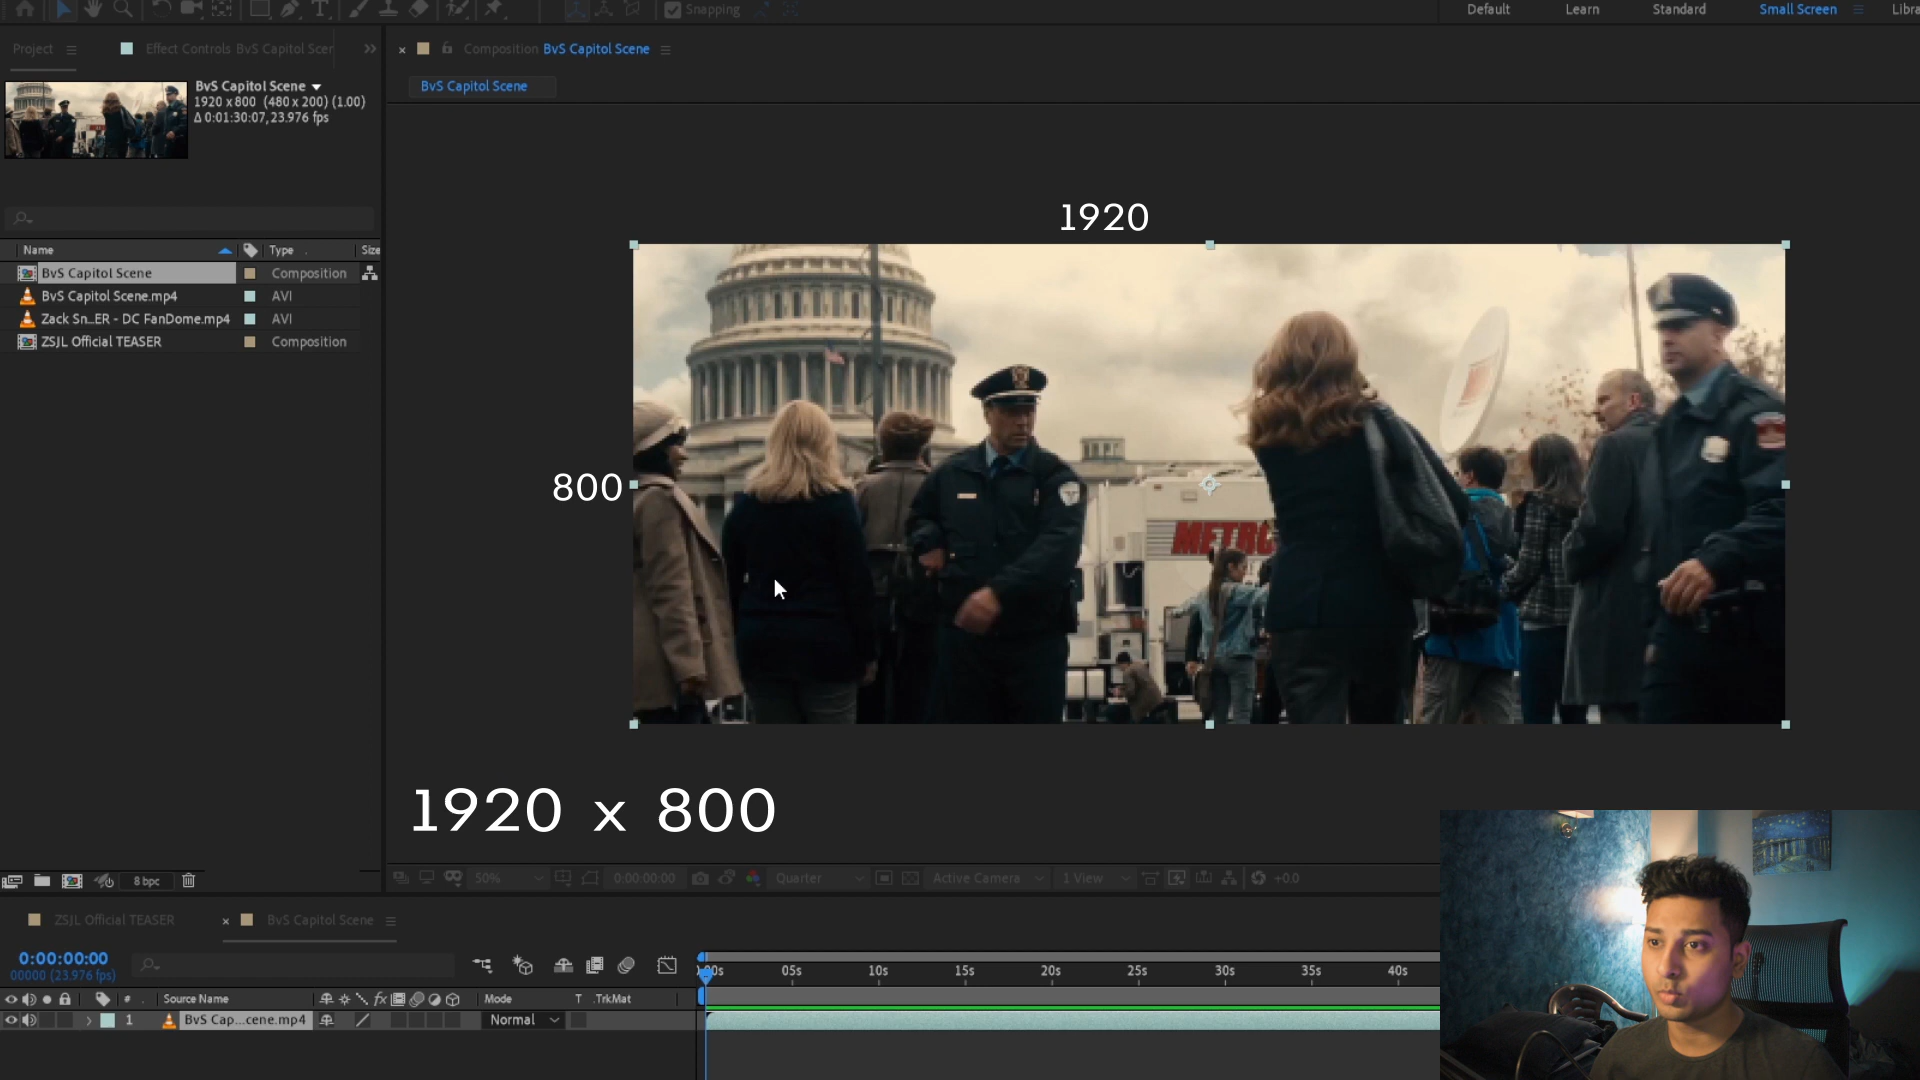 Snapping
Default
Learn
Standard
Small Screen
Libra
Project
Effect Controls BvS Capitol Scer
Composition BvS Capitol Scene
BvS Capitol Scene
BvS Capitol Scene
1920 x 800 (480 x 200) (1.00)
Δ 0:01:30:07, 23.976 fps
1920
Name
Type
Size
BvS Capitol Scene
Composition
BvS Capitol Scene.mp4
AVI
Zack Sn...ER - DC FanDome.mp4
AVI
ZSJL Official TEASER
Composition
METRO
800
1920 x 800
8 bpc
50%
0:00:00:00
Quarter
Active Camera
1 View
+0.0
ZSJL Official TEASER
BvS Capitol Scene
0:00:00:00
00000 (23.976 fps)
:00s
05s
10s
15s
20s
25s
30s
35s
40s
#
Source Name
fx
Mode
T .TrkMat
1
BvS Cap...cene.mp4
Normal